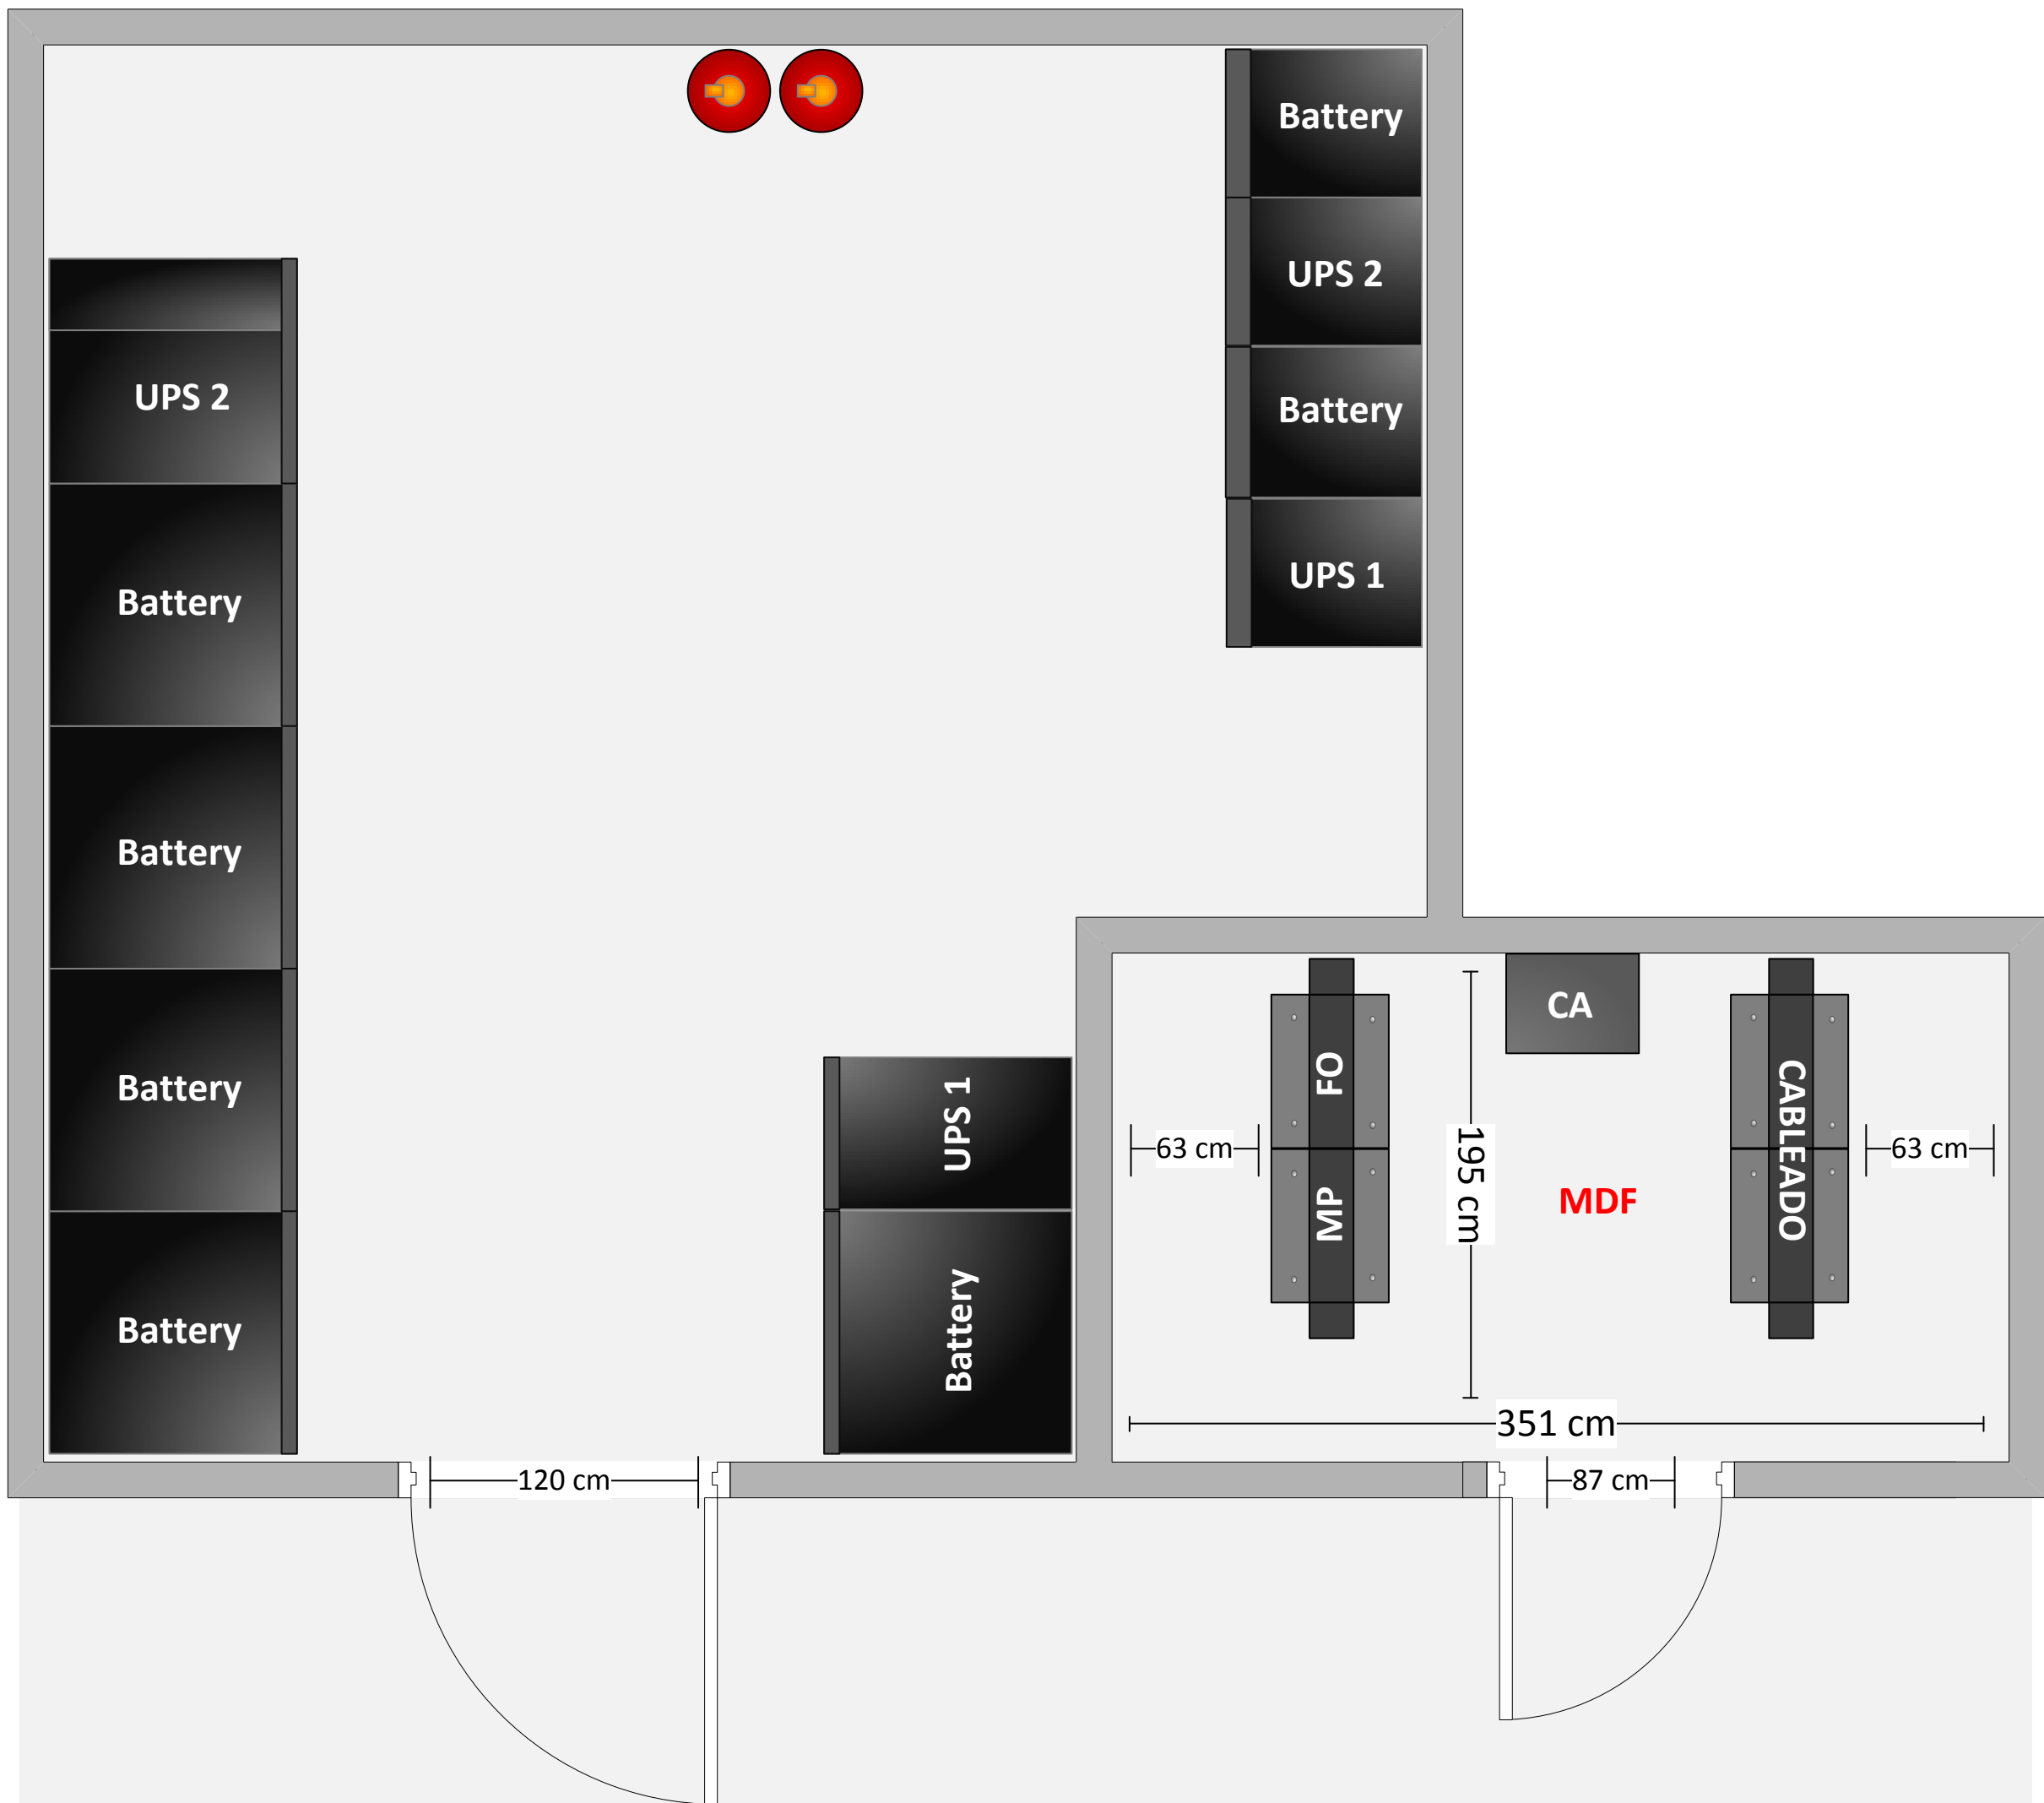 Battery
UPS 2
Battery
UPS 1
UPS 2
Battery
Battery
Battery
Battery
UPS 1
Battery
CA
FO
MP
CABLEADO
63 cm
195 cm
63 cm
MDF
351 cm
120 cm
87 cm